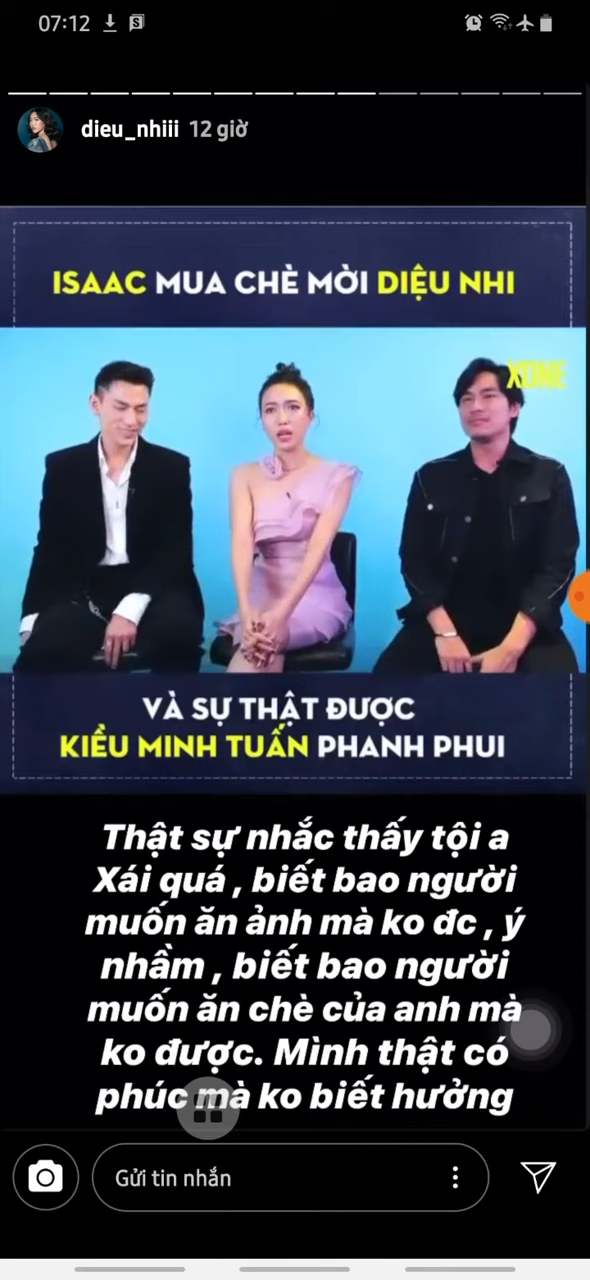 07:12
S
dieu_nhiii 12 giờ
ISAAC MUA CHÈ MỜI DIỆU NHI
XONE
VÀ SỰ THẬT ĐƯỢC
KIỀU MINH TUẤN PHANH PHUI
Thật sự nhắc thấy tội a
Xái quá , biết bao người
muốn ăn ảnh mà ko đc , ý
nhầm , biết bao người
muốn ăn chè của anh mà
ko được. Mình thật có
phúc mà ko biết hưởng
Gửi tin nhắn